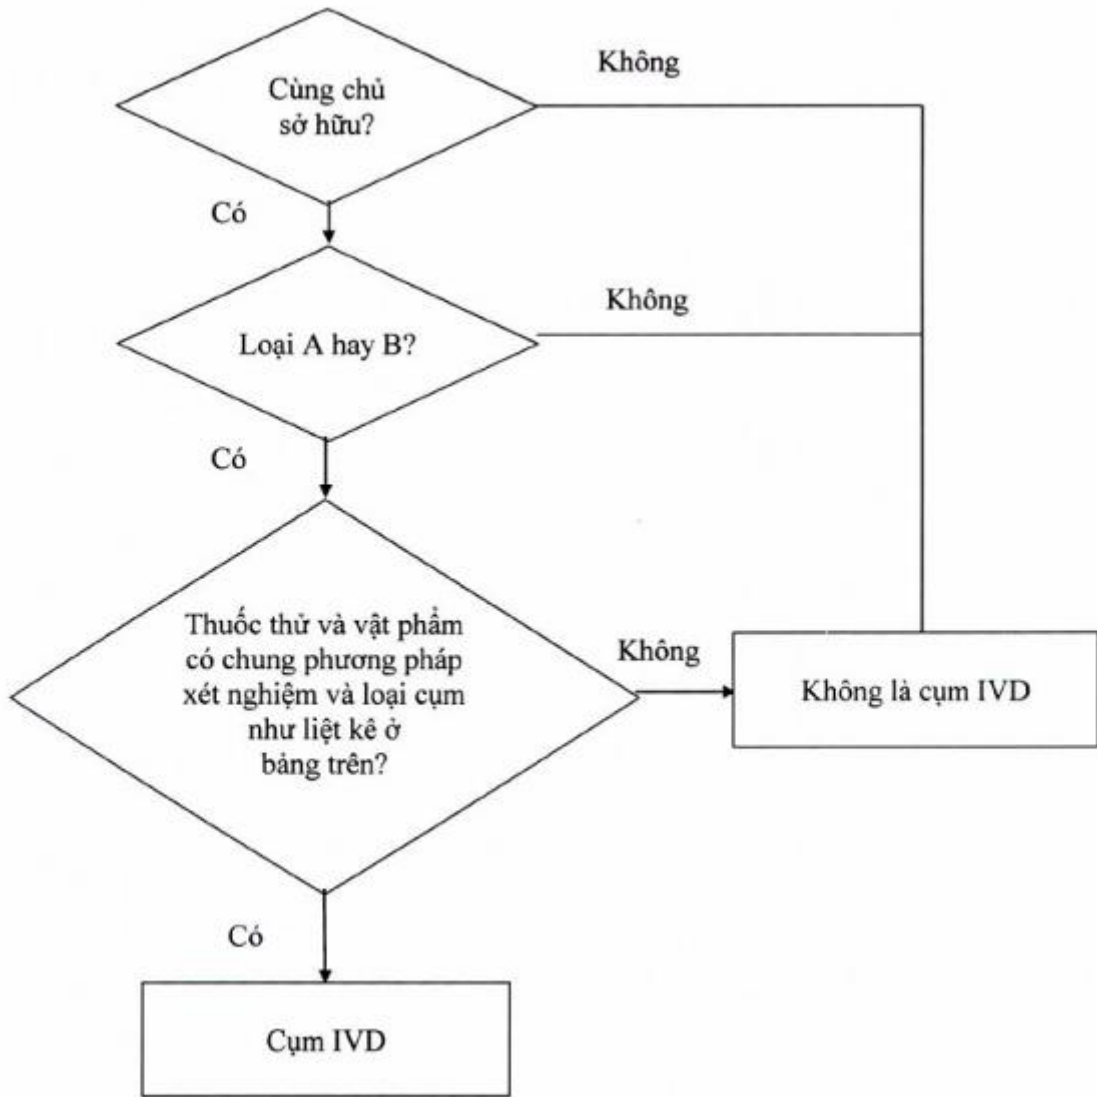 Cùng chủ
sở hữu?
Không
Có
Loại A hay B?
Không
Có
Thuốc thử và vật phẩm
có chung phương pháp
xét nghiệm và loại cụm
như liệt kê ở
bảng trên?
Không
Không là cụm IVD
Có
Cụm IVD